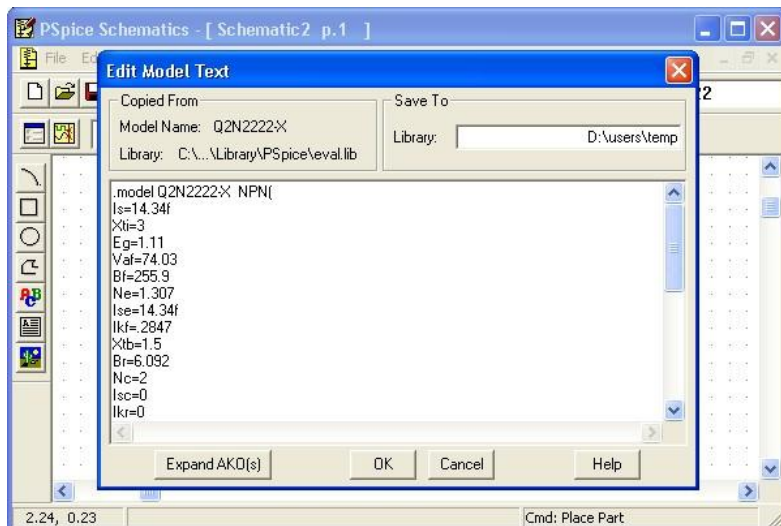 PSpice Schematics - [ Schematic2 p.1 ]
File Ed
Edit Model Text
Copied From
Model Name: Q2N2222-X
Library: C:\...\Library\PSpice\eval.lib
Save To
Library: D:\users\temp
.model Q2N2222-X NPN(
Is=14.34f
Xti=3
Eg=1.11
Vaf=74.03
Bf=255.9
Ne=1.307
Ise=14.34f
Ikf=.2847
Xtb=1.5
Br=6.092
Nc=2
Isc=0
Ikr=0
Expand AKO(s)
OK
Cancel
Help
2.24, 0.23
Cmd: Place Part